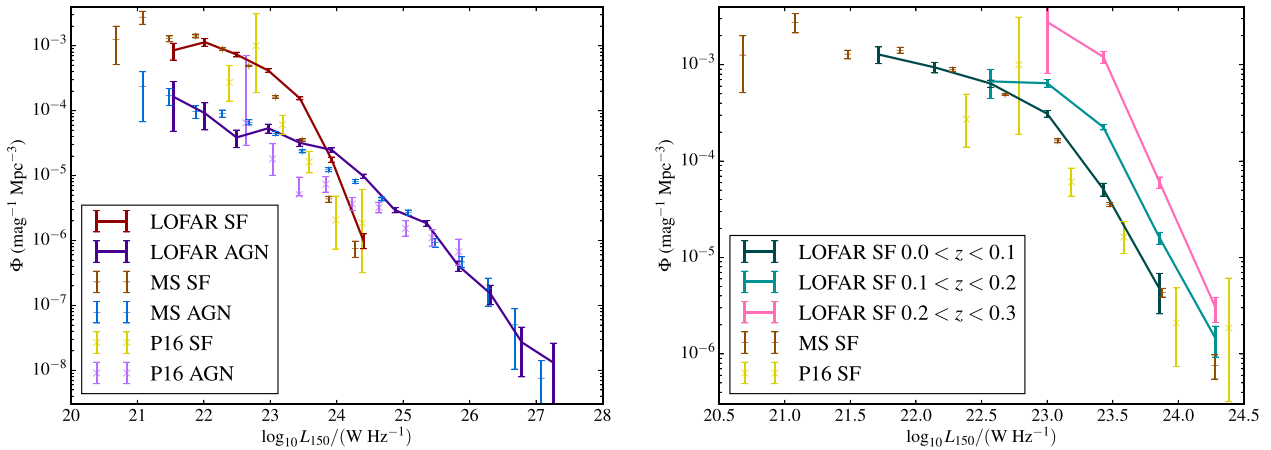 10⁻³
10⁻⁴
10⁻⁵
10⁻⁶
10⁻⁷
10⁻⁸
Φ (mag⁻¹ Mpc⁻³)
LOFAR SF
LOFAR AGN
MS SF
MS AGN
P16 SF
P16 AGN
20 21 22 23 24 25 26 27 28
log₁₀ L₁₅₀/(W Hz⁻¹)
10⁻³
10⁻⁴
10⁻⁵
10⁻⁶
Φ (mag⁻¹ Mpc⁻³)
LOFAR SF 0.0 < z < 0.1
LOFAR SF 0.1 < z < 0.2
LOFAR SF 0.2 < z < 0.3
MS SF
P16 SF
20.5 21.0 21.5 22.0 22.5 23.0 23.5 24.0 24.5
log₁₀ L₁₅₀/(W Hz⁻¹)